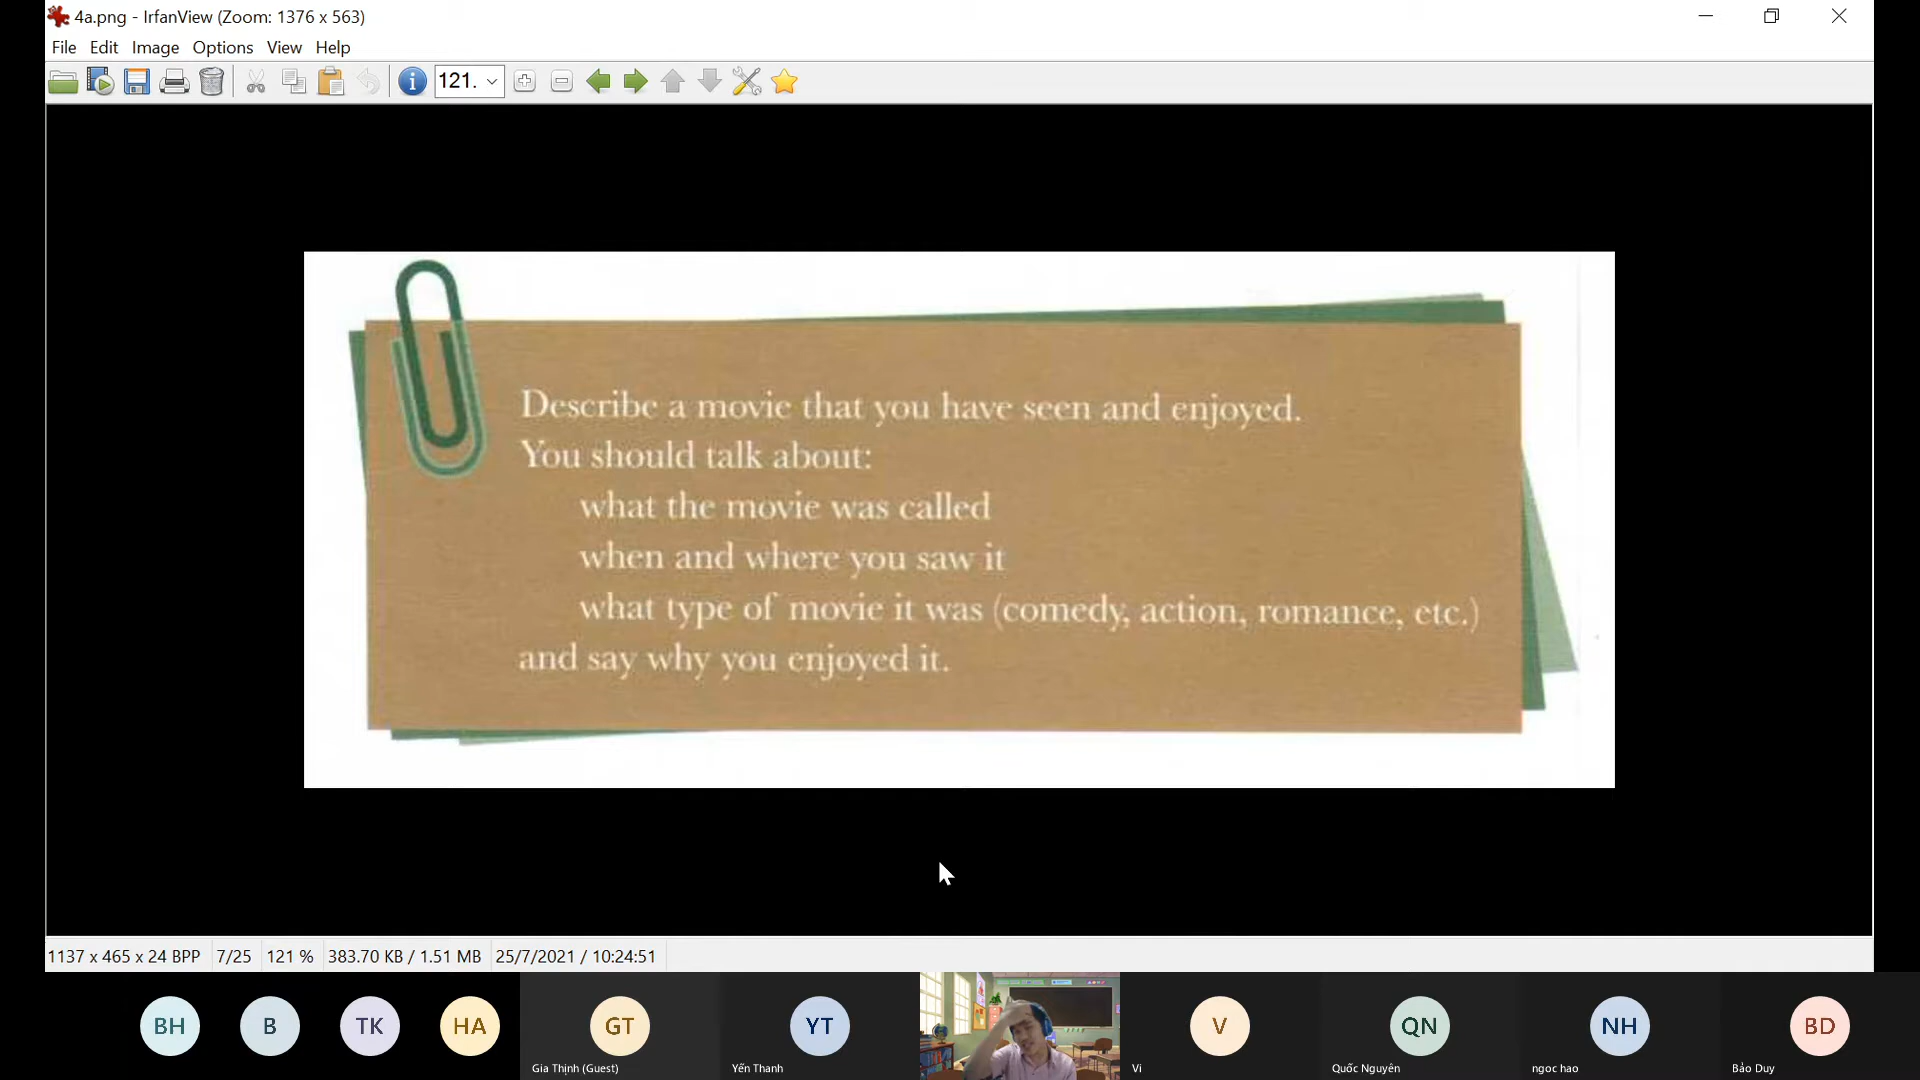 4a.png - IrfanView (Zoom: 1376 x 563)
File Edit Image Options View Help
121.
Describe a movie that you have seen and enjoyed.
You should talk about:
what the movie was called
when and where you saw it
what type of movie it was (comedy, action, romance, etc.)
and say why you enjoyed it.
1137 x 465 x 24 BPP 7/25 121 % 383.70 KB / 1.51 MB 25/7/2021 / 10:24:51
BH B TK HA GT YT V QN NH BD
Gia Thịnh (Guest) Yến Thanh Vi Quốc Nguyên ngoc hao Bảo Duy